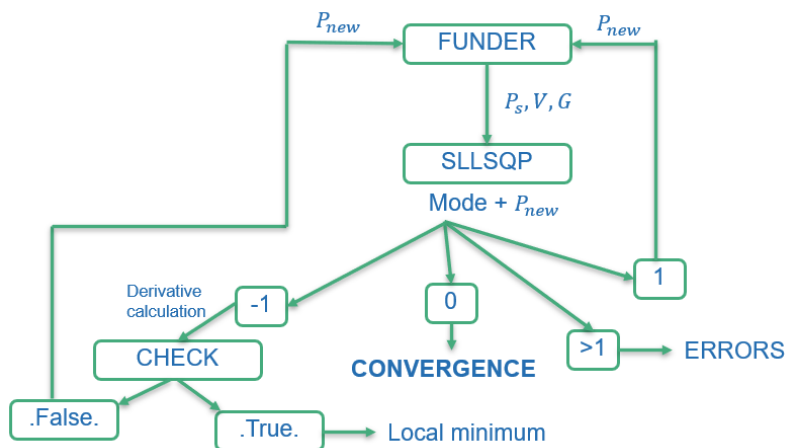 P_new
P_new
FUNDER
P_s, V, G
SLLSQP
Mode + P_new
1
Derivative
calculation
-1
0
>1
ERRORS
CHECK
CONVERGENCE
.False.
.True.
Local minimum